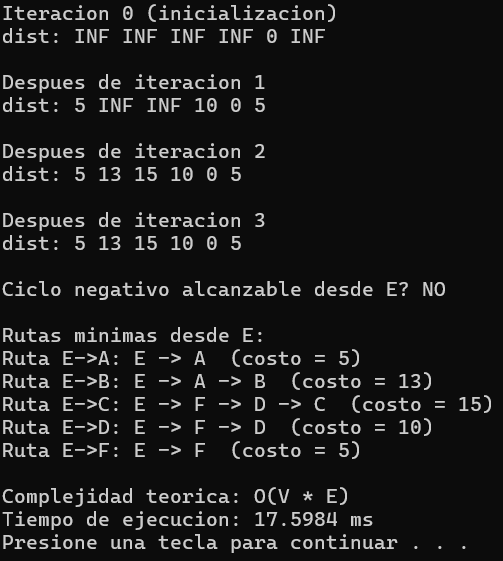 Iteracion 0 (inicializacion)
dist: INF INF INF INF 0 INF
Despues de iteracion 1
dist: 5 INF INF 10 0 5
Despues de iteracion 2
dist: 5 13 15 10 0 5
Despues de iteracion 3
dist: 5 13 15 10 0 5
Ciclo negativo alcanzable desde E? NO
Rutas minimas desde E:
Ruta E->A: E -> A  (costo = 5)
Ruta E->B: E -> A -> B  (costo = 13)
Ruta E->C: E -> F -> D -> C  (costo = 15)
Ruta E->D: E -> F -> D  (costo = 10)
Ruta E->F: E -> F  (costo = 5)
Complejidad teorica: O(V * E)
Tiempo de ejecucion: 17.5984 ms
Presione una tecla para continuar . . .